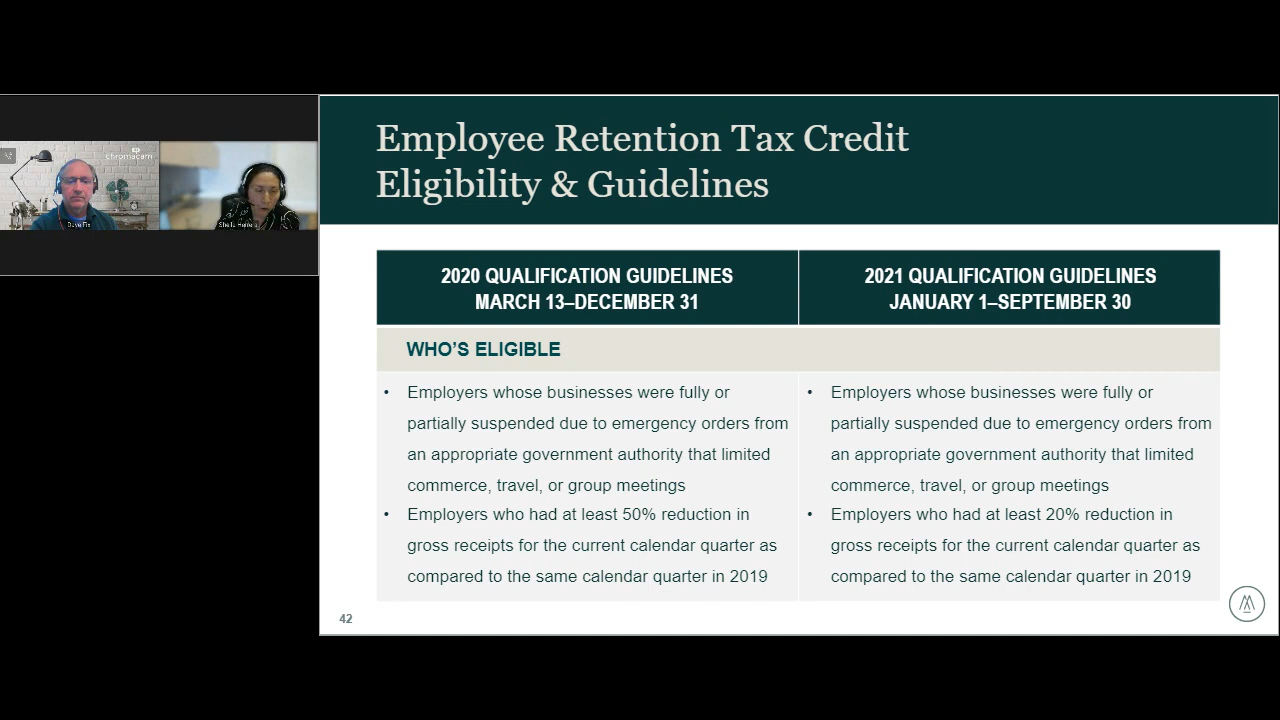 chromacam
Dave Fix
Employee Retention Tax Credit
Eligibility & Guidelines
2020 QUALIFICATION GUIDELINES
MARCH 13–DECEMBER 31
2021 QUALIFICATION GUIDELINES
JANUARY 1–SEPTEMBER 30
WHO’S ELIGIBLE
• Employers whose businesses were fully or
partially suspended due to emergency orders from
an appropriate government authority that limited
commerce, travel, or group meetings
• Employers who had at least 50% reduction in
gross receipts for the current calendar quarter as
compared to the same calendar quarter in 2019
• Employers whose businesses were fully or
partially suspended due to emergency orders from
an appropriate government authority that limited
commerce, travel, or group meetings
• Employers who had at least 20% reduction in
gross receipts for the current calendar quarter as
compared to the same calendar quarter in 2019
42